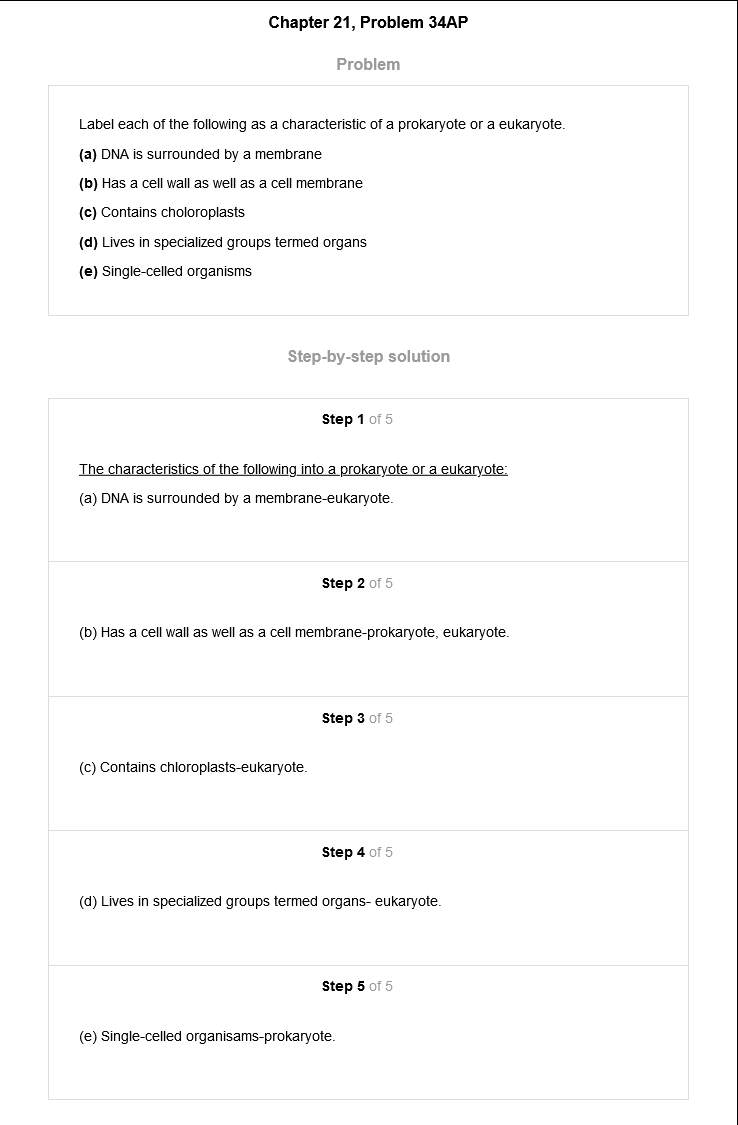 Chapter 21, Problem 34AP
Problem
Label each of the following as a characteristic of a prokaryote or a eukaryote.
(a) DNA is surrounded by a membrane
(b) Has a cell wall as well as a cell membrane
(c) Contains choloroplasts
(d) Lives in specialized groups termed organs
(e) Single-celled organisms
Step-by-step solution
Step 1 of 5
The characteristics of the following into a prokaryote or a eukaryote:
(a) DNA is surrounded by a membrane-eukaryote.
Step 2 of 5
(b) Has a cell wall as well as a cell membrane-prokaryote, eukaryote.
Step 3 of 5
(c) Contains chloroplasts-eukaryote.
Step 4 of 5
(d) Lives in specialized groups termed organs- eukaryote.
Step 5 of 5
(e) Single-celled organisams-prokaryote.